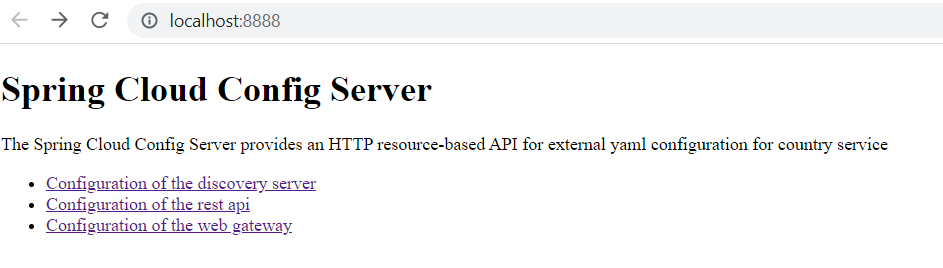 localhost:8888
Spring Cloud Config Server
The Spring Cloud Config Server provides an HTTP resource-based API for external yaml configuration for country service
Configuration of the discovery server
Configuration of the rest api
Configuration of the web gateway